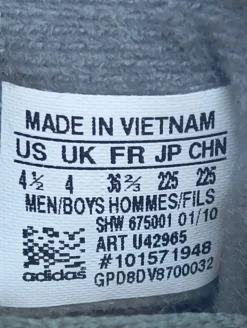 MADE IN VIETNAM
US UK FR JP CHN
4½ 4 36⅔ 225 225
MEN/BOYS HOMMES/FILS
SHW 675001 01/10
ART U42965
#101571948
adidas GPD8DV8700032